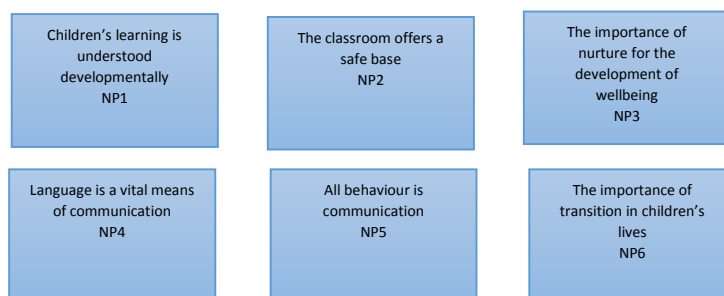 Children’s learning is
understood
developmentally
NP1
The classroom offers a
safe base
NP2
The importance of
nurture for the
development of
wellbeing
NP3
Language is a vital means
of communication
NP4
All behaviour is
communication
NP5
The importance of
transition in children’s
lives
NP6